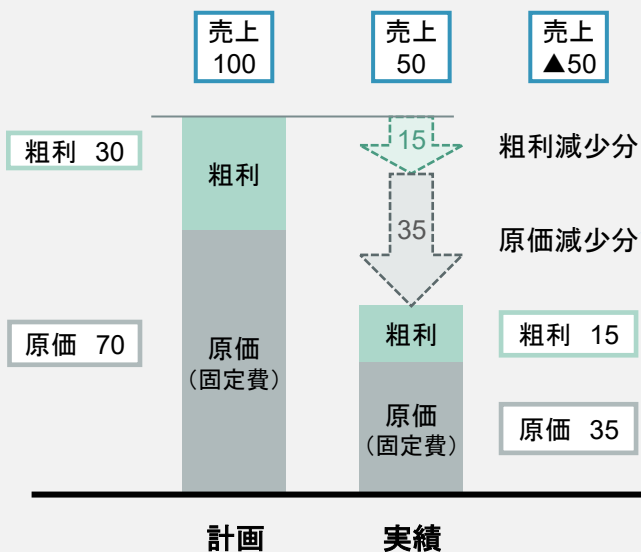 売上
100
売上
50
売上
▲50
粗利 30
粗利
15
粗利減少分
35
原価減少分
原価 70
原価
(固定費)
粗利
粗利 15
原価
(固定費)
原価 35
計画
実績